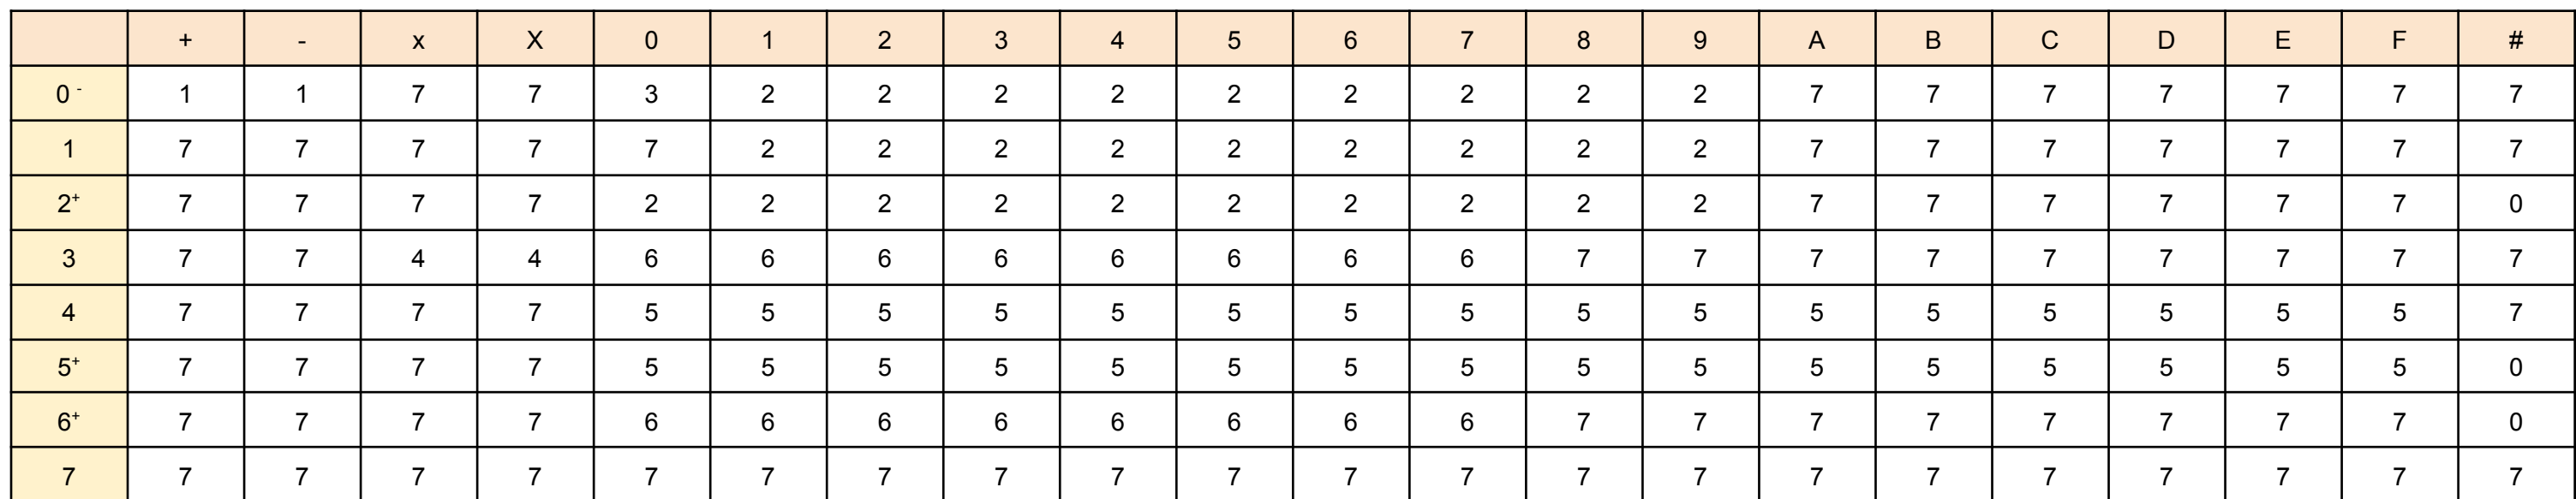 + - x X 0 1 2 3 4 5 6 7 8 9 A B C D E F #
0 - 1 1 7 7 3 2 2 2 2 2 2 2 2 2 7 7 7 7 7 7 7
1 7 7 7 7 7 2 2 2 2 2 2 2 2 2 7 7 7 7 7 7 7
2⁺ 7 7 7 7 2 2 2 2 2 2 2 2 2 2 7 7 7 7 7 7 0
3 7 7 4 4 6 6 6 6 6 6 6 6 7 7 7 7 7 7 7 7 7
4 7 7 7 7 5 5 5 5 5 5 5 5 5 5 5 5 5 5 5 5 7
5⁺ 7 7 7 7 5 5 5 5 5 5 5 5 5 5 5 5 5 5 5 5 0
6⁺ 7 7 7 7 6 6 6 6 6 6 6 6 7 7 7 7 7 7 7 7 0
7 7 7 7 7 7 7 7 7 7 7 7 7 7 7 7 7 7 7 7 7 7